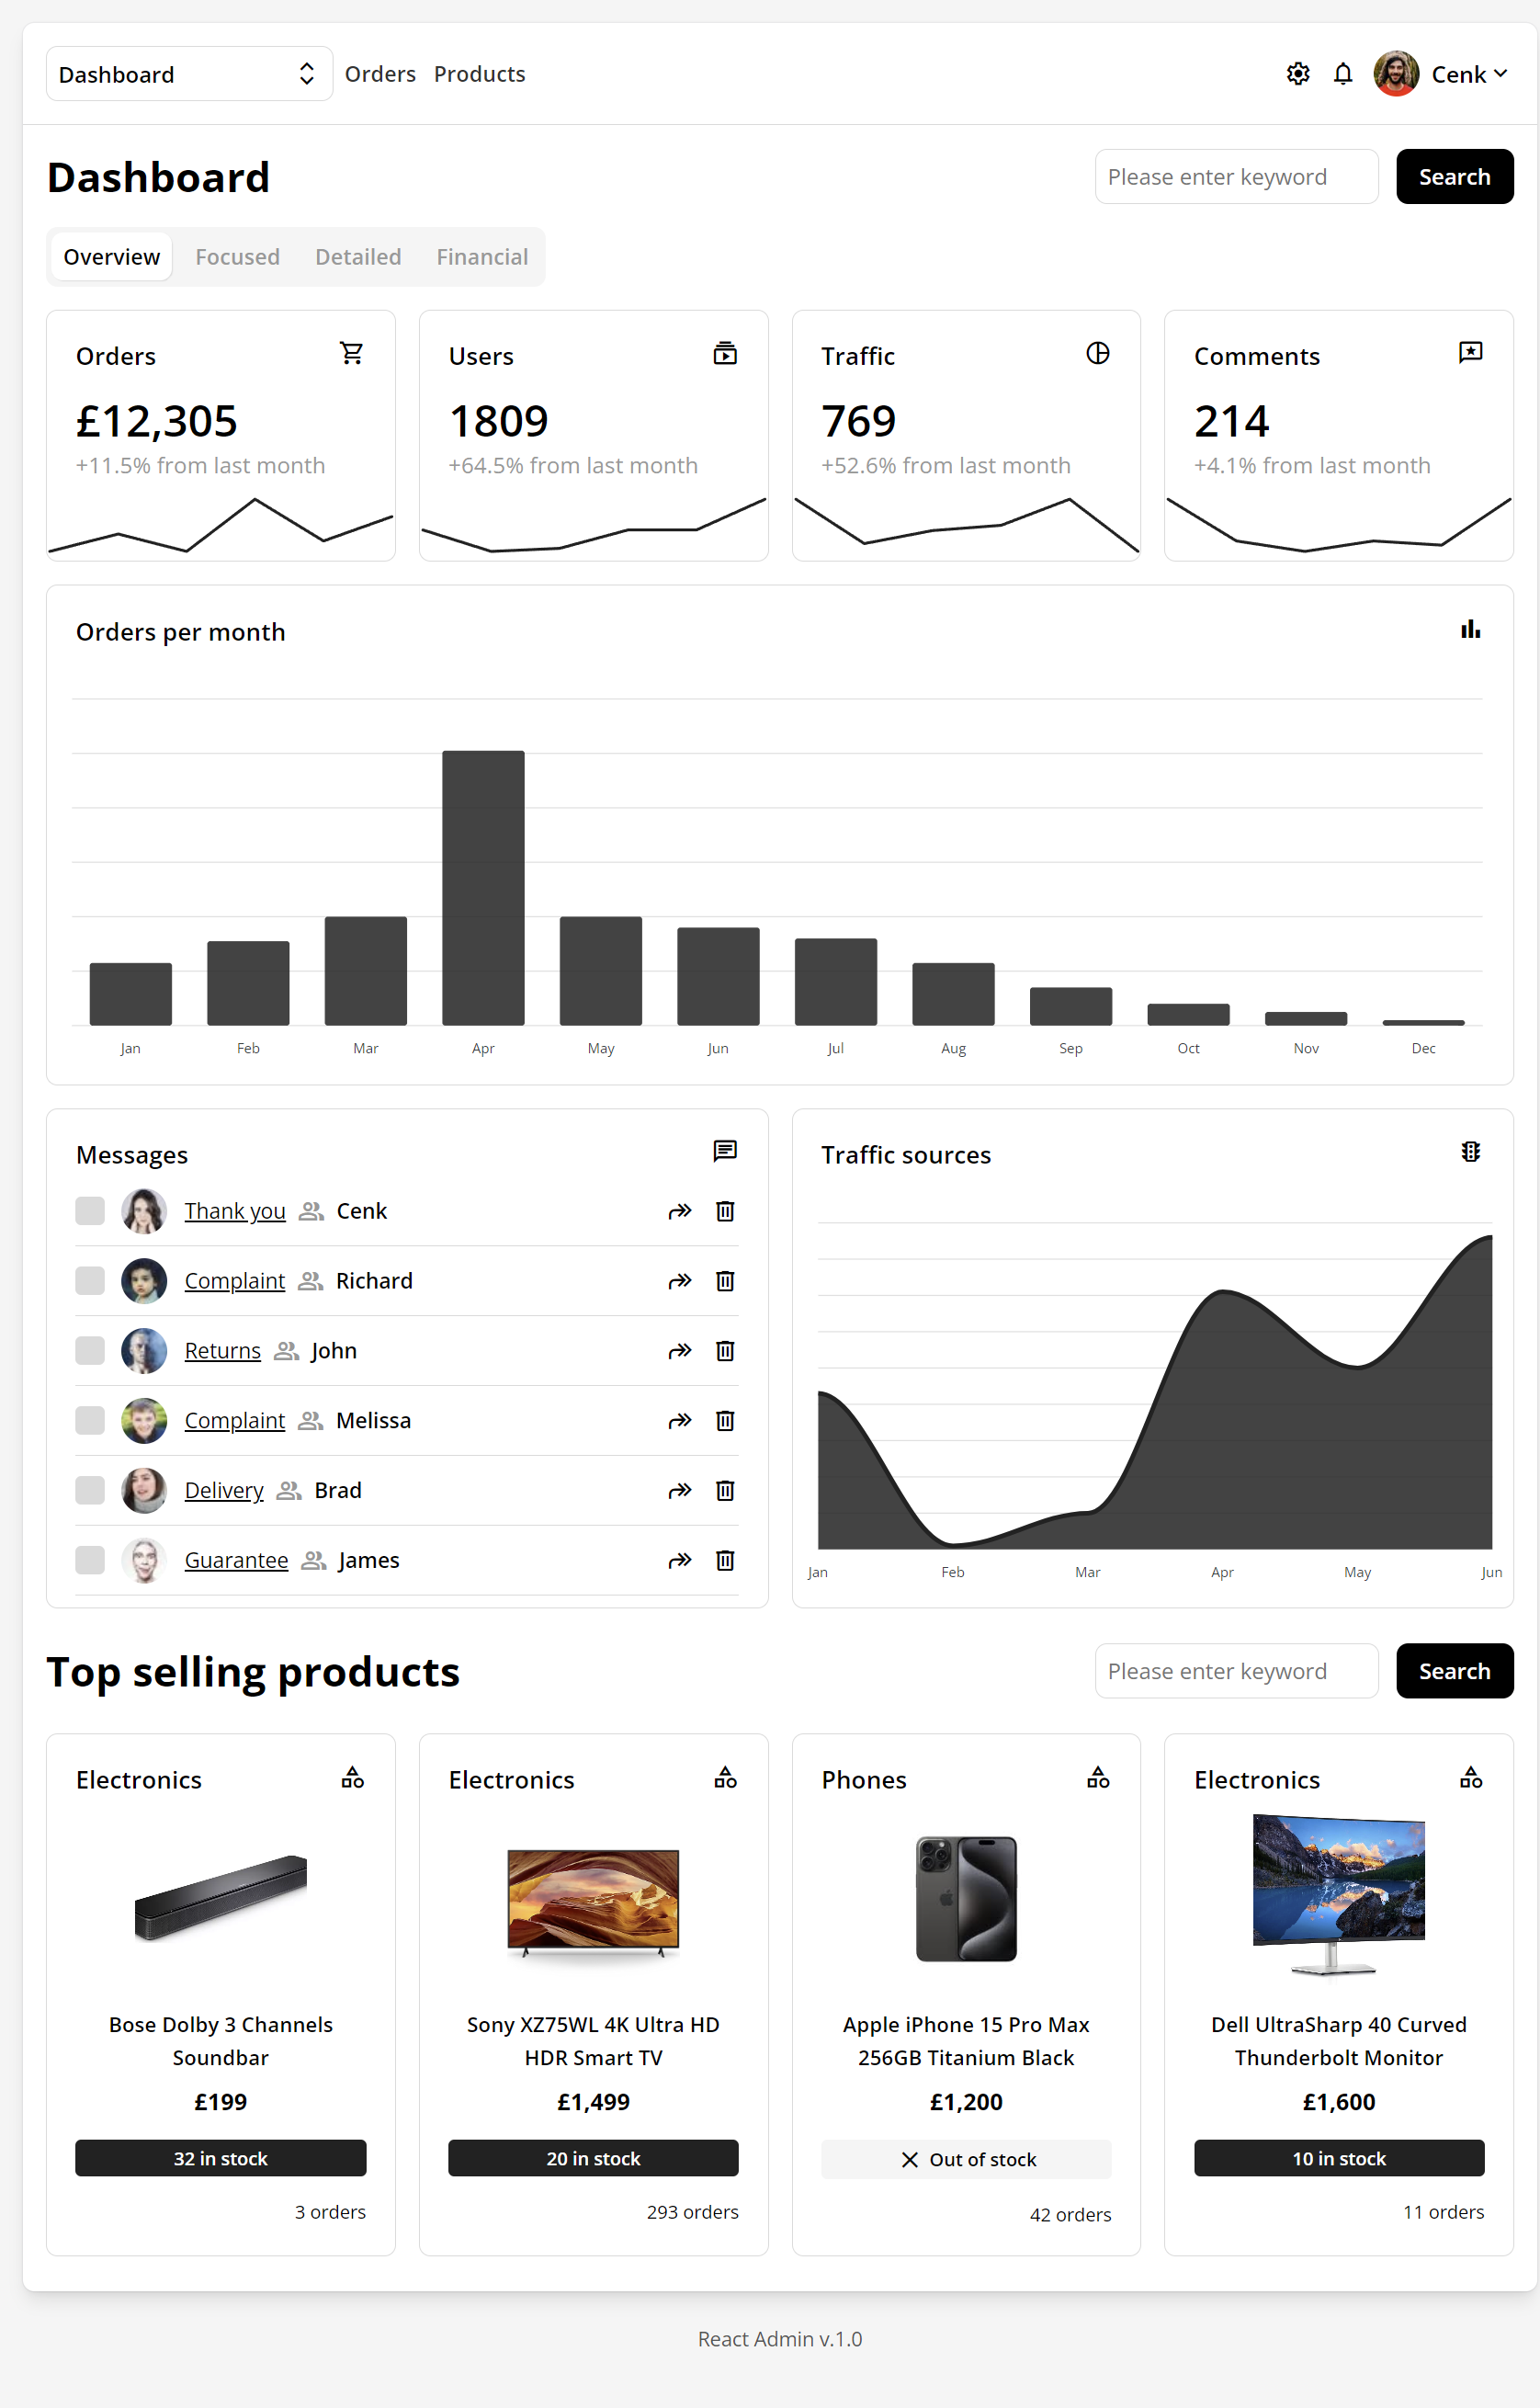 Dashboard
Orders
Products
Cenk
Dashboard
Please enter keyword
Search
Overview
Focused
Detailed
Financial
Orders
£12,305
+11.5% from last month
Users
1809
+64.5% from last month
Traffic
769
+52.6% from last month
Comments
214
+4.1% from last month
Orders per month
Jan
Feb
Mar
Apr
May
Jun
Jul
Aug
Sep
Oct
Nov
Dec
Messages
Thank you Cenk
Complaint Richard
Returns John
Complaint Melissa
Delivery Brad
Guarantee James
Traffic sources
Jan
Feb
Mar
Apr
May
Jun
Top selling products
Please enter keyword
Search
Electronics
Bose Dolby 3 Channels
Soundbar
£199
32 in stock
3 orders
Electronics
Sony XZ75WL 4K Ultra HD
HDR Smart TV
£1,499
20 in stock
293 orders
Phones
Apple iPhone 15 Pro Max
256GB Titanium Black
£1,200
Out of stock
42 orders
Electronics
Dell UltraSharp 40 Curved
Thunderbolt Monitor
£1,600
10 in stock
11 orders
React Admin v.1.0